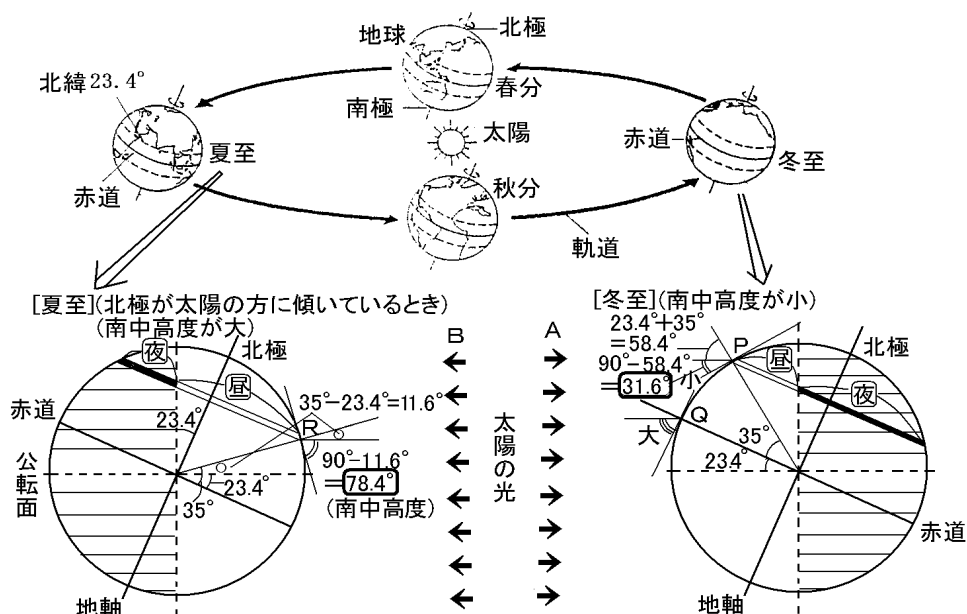 北極
地球
北緯23.4°
春分
南極
太陽
赤道
夏至
赤道
冬至
秋分
軌道
[夏至](北極が太陽の方に傾いているとき)
(南中高度が大)
夜
北極
昼
赤道
23.4°
35°-23.4°=11.6°
R
90°-11.6°
=78.4°
(南中高度)
公転面
23.4°
35°
地軸
B
A
太陽の光
[冬至](南中高度が小)
23.4°+35°
=58.4°
90°-58.4°
=31.6°
小
P
北極
昼
夜
Q
大
35°
23.4°
赤道
地軸